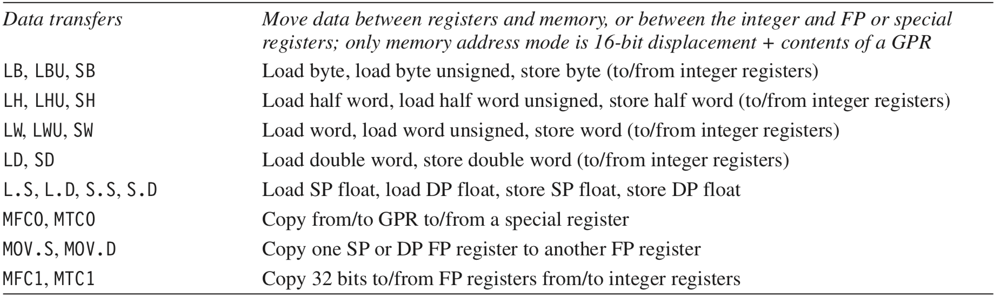 Data transfers Move data between registers and memory, or between the integer and FP or special
registers; only memory address mode is 16-bit displacement + contents of a GPR
LB, LBU, SB Load byte, load byte unsigned, store byte (to/from integer registers)
LH, LHU, SH Load half word, load half word unsigned, store half word (to/from integer registers)
LW, LWU, SW Load word, load word unsigned, store word (to/from integer registers)
LD, SD Load double word, store double word (to/from integer registers)
L.S, L.D, S.S, S.D Load SP float, load DP float, store SP float, store DP float
MFC0, MTC0 Copy from/to GPR to/from a special register
MOV.S, MOV.D Copy one SP or DP FP register to another FP register
MFC1, MTC1 Copy 32 bits to/from FP registers from/to integer registers